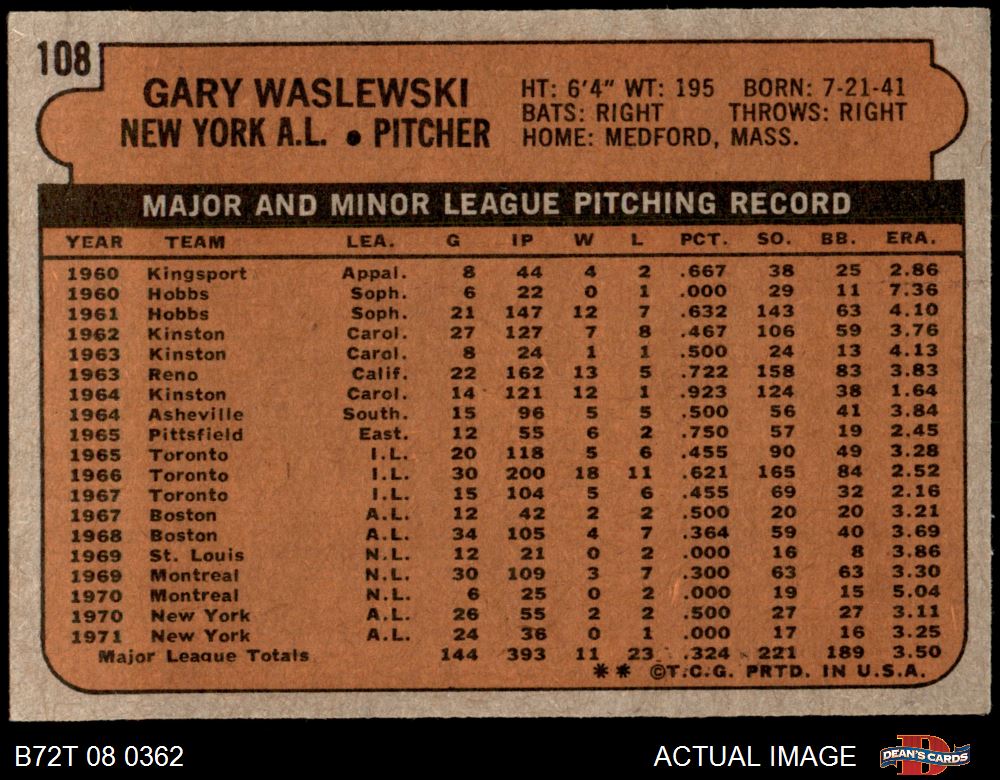 108
GARY WASLEWSKI
NEW YORK A.L. • PITCHER
HT: 6'4" WT: 195 BORN: 7-21-41
BATS: RIGHT THROWS: RIGHT
HOME: MEDFORD, MASS.
MAJOR AND MINOR LEAGUE PITCHING RECORD
YEAR TEAM LEA. G IP W L PCT. SO. BB. ERA.
1960 Kingsport Appal. 8 44 4 2 .667 38 25 2.86
1960 Hobbs Soph. 6 22 0 1 .000 29 11 7.36
1961 Hobbs Soph. 21 147 12 7 .632 143 63 4.10
1962 Kinston Carol. 27 127 7 8 .467 106 59 3.76
1963 Kinston Carol. 8 24 1 1 .500 24 13 4.13
1963 Reno Calif. 22 162 13 5 .722 158 83 3.83
1964 Kinston Carol. 14 121 12 1 .923 124 38 1.64
1964 Asheville South. 15 96 5 5 .500 56 41 3.84
1965 Pittsfield East. 12 55 6 2 .750 57 19 2.45
1965 Toronto I.L. 20 118 5 6 .455 90 49 3.28
1966 Toronto I.L. 30 200 18 11 .621 165 84 2.52
1967 Toronto I.L. 15 104 5 6 .455 69 32 2.16
1967 Boston A.L. 12 42 2 2 .500 20 20 3.21
1968 Boston A.L. 34 105 4 7 .364 59 40 3.69
1969 St. Louis N.L. 12 21 0 2 .000 16 8 3.86
1969 Montreal N.L. 30 109 3 7 .300 63 63 3.30
1970 Montreal N.L. 6 25 0 2 .000 19 15 5.04
1970 New York A.L. 26 55 2 2 .500 27 27 3.11
1971 New York A.L. 24 36 0 1 .000 17 16 3.25
Major League Totals 144 393 11 23 .324 221 189 3.50
** ©T.C.G. PRTD. IN U.S.A.
B72T 08 0362
ACTUAL IMAGE
DEAN'S CARDS